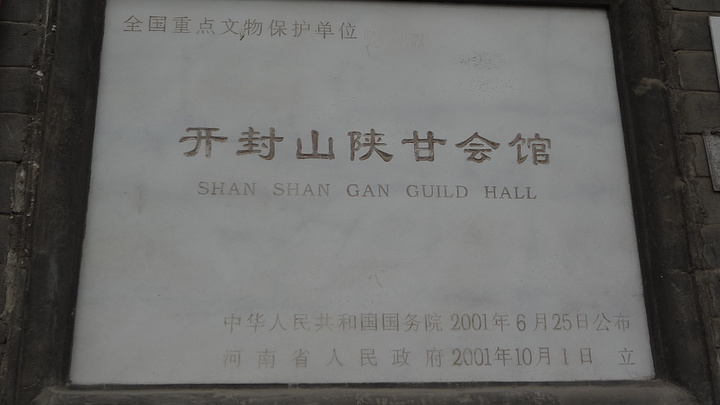 全国重点文物保护单位
开封山陕甘会馆
SHAN SHAN GAN GUILD HALL
中华人民共和国国务院 2001年6月25日公布
河南省人民政府 2001年10月1日 立